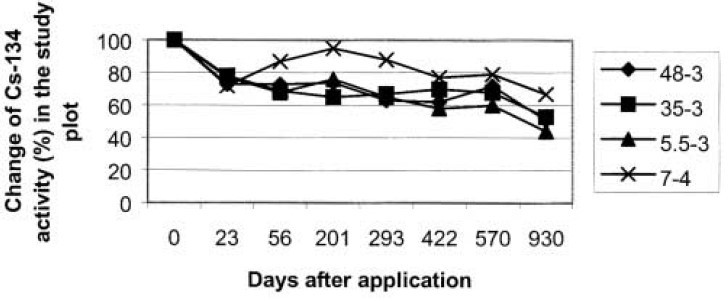 Change of Cs-134
activity (%) in the study
plot
100
80
60
40
20
0
0 23 56 201 293 422 570 930
Days after application
48-3
35-3
5.5-3
7-4